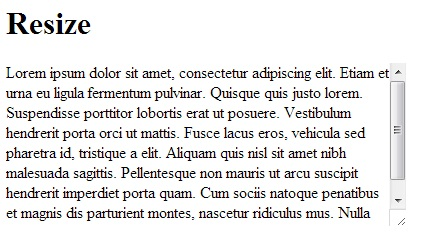 Resize
Lorem ipsum dolor sit amet, consectetur adipiscing elit. Etiam et
urna eu ligula fermentum pulvinar. Quisque quis justo lorem.
Suspendisse porttitor lobortis erat ut posuere. Vestibulum
hendrerit porta orci ut mattis. Fusce lacus eros, vehicula sed
pharetra id, tristique a elit. Aliquam quis nisl sit amet nibh
malesuada sagittis. Pellentesque non mauris ut arcu suscipit
hendrerit imperdiet porta quam. Cum sociis natoque penatibus
et magnis dis parturient montes, nascetur ridiculus mus. Nulla